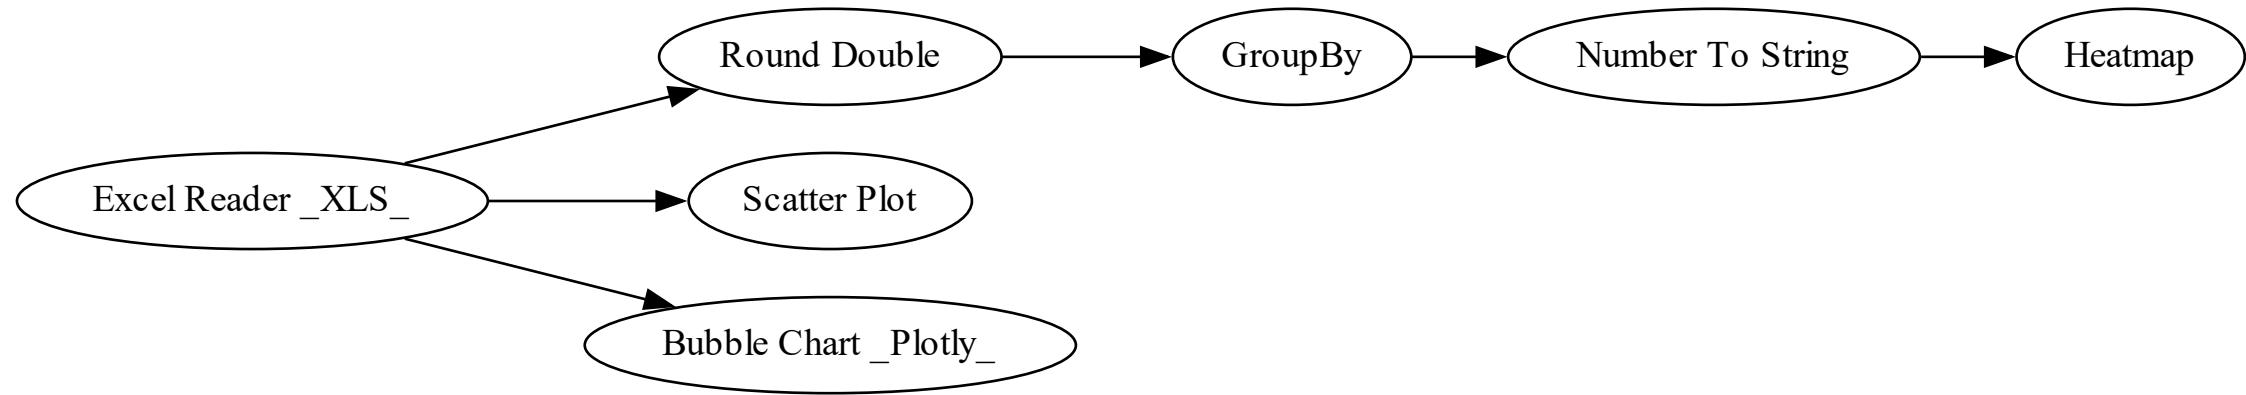 Round Double
GroupBy
Number To String
Heatmap
Excel Reader _XLS_
Scatter Plot
Bubble Chart _Plotly_